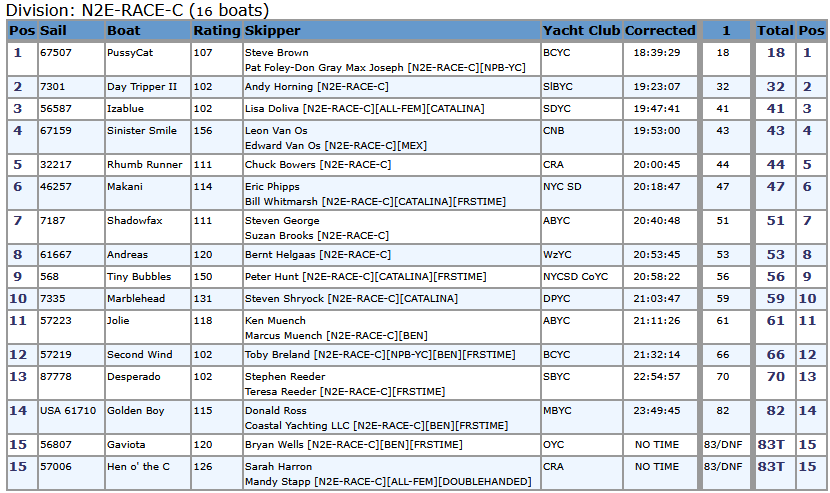 Division: N2E-RACE-C (16 boats)
Pos Sail Boat Rating Skipper Yacht Club Corrected 1 Total Pos
1 67507 PussyCat 107 Steve Brown BCYC 18:39:29 18 18 1
Pat Foley-Don Gray Max Joseph [N2E-RACE-C][NPB-YC]
2 7301 Day Tripper II 102 Andy Horning [N2E-RACE-C] SlBYC 19:23:07 32 32 2
3 56587 Izablue 102 Lisa Doliva [N2E-RACE-C][ALL-FEM][CATALINA] SDYC 19:47:41 41 41 3
4 67159 Sinister Smile 156 Leon Van Os CNB 19:53:00 43 43 4
Edward Van Os [N2E-RACE-C][MEX]
5 32217 Rhumb Runner 111 Chuck Bowers [N2E-RACE-C] CRA 20:00:45 44 44 5
6 46257 Makani 114 Eric Phipps NYC SD 20:18:47 47 47 6
Bill Whitmarsh [N2E-RACE-C][CATALINA][FRSTIME]
7 7187 Shadowfax 111 Steven George ABYC 20:40:48 51 51 7
Suzan Brooks [N2E-RACE-C]
8 61667 Andreas 120 Bernt Helgaas [N2E-RACE-C] WzYC 20:53:45 53 53 8
9 568 Tiny Bubbles 150 Peter Hunt [N2E-RACE-C][CATALINA][FRSTIME] NYCSD CoYC 20:58:22 56 56 9
10 7335 Marblehead 131 Steven Shryock [N2E-RACE-C][CATALINA] DPYC 21:03:47 59 59 10
11 57223 Jolie 118 Ken Muench ABYC 21:11:26 61 61 11
Marcus Muench [N2E-RACE-C][BEN]
12 57219 Second Wind 102 Toby Breland [N2E-RACE-C][NPB-YC][BEN][FRSTIME] BCYC 21:32:14 66 66 12
13 87778 Desperado 102 Stephen Reeder SBYC 22:54:57 70 70 13
Teresa Reeder [N2E-RACE-C][FRSTIME]
14 USA 61710 Golden Boy 115 Donald Ross MBYC 23:49:45 82 82 14
Coastal Yachting LLC [N2E-RACE-C][BEN][FRSTIME]
15 56807 Gaviota 120 Bryan Wells [N2E-RACE-C][BEN][FRSTIME] OYC NO TIME 83/DNF 83T 15
15 57006 Hen o' the C 126 Sarah Harron CRA NO TIME 83/DNF 83T 15
Mandy Stapp [N2E-RACE-C][ALL-FEM][DOUBLEHANDED]